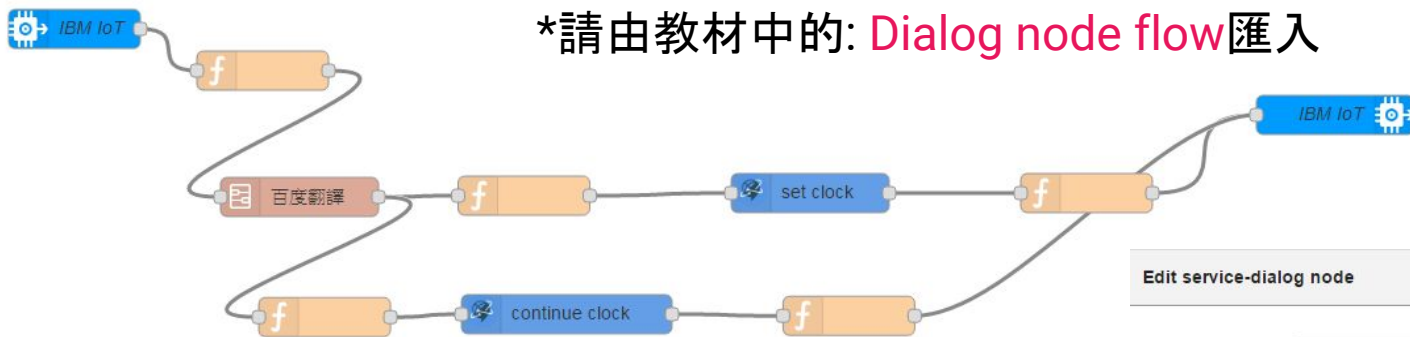 *請由教材中的: Dialog node flow匯入
IBM IoT
f
IBM IoT
百度翻譯
f
set clock
f
Edit service-dialog node
f
continue clock
f